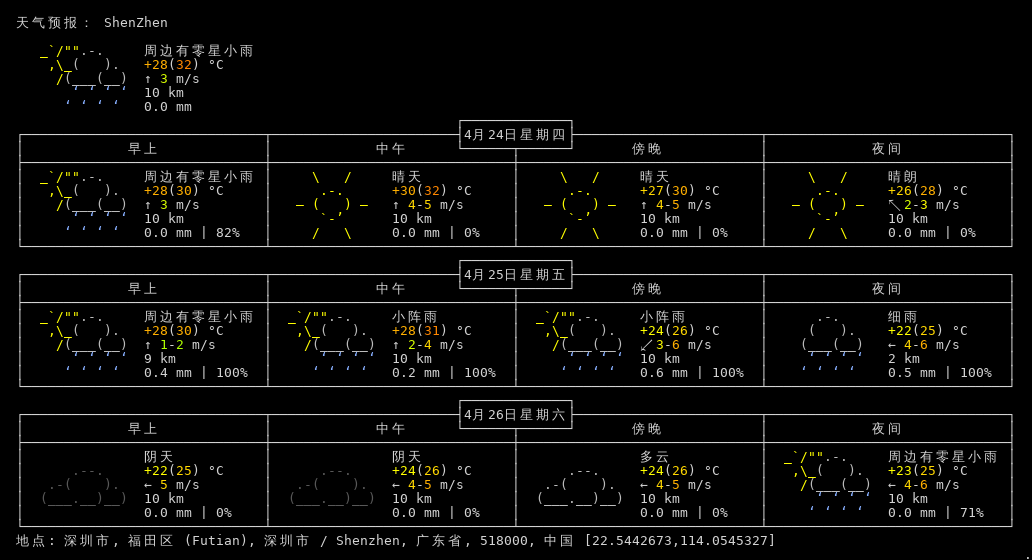 天气预报： ShenZhen
周边有零星小雨
+28(32) °C
↑ 3 m/s
10 km
0.0 mm
4月24日星期四
早上 中午 傍晚 夜间
周边有零星小雨 晴天 晴天 晴朗
+28(30) °C +30(32) °C +27(30) °C +26(28) °C
↑ 3 m/s ↑ 4-5 m/s ↑ 4-5 m/s ↖ 2-3 m/s
10 km 10 km 10 km 10 km
0.0 mm | 82% 0.0 mm | 0% 0.0 mm | 0% 0.0 mm | 0%
4月25日星期五
早上 中午 傍晚 夜间
周边有零星小雨 小阵雨 小阵雨 细雨
+28(30) °C +28(31) °C +24(26) °C +22(25) °C
↑ 1-2 m/s ↑ 2-4 m/s ↙ 3-6 m/s ← 4-6 m/s
9 km 10 km 10 km 2 km
0.4 mm | 100% 0.2 mm | 100% 0.6 mm | 100% 0.5 mm | 100%
4月26日星期六
早上 中午 傍晚 夜间
阴天 阴天 多云 周边有零星小雨
+22(25) °C +24(26) °C +24(26) °C +23(25) °C
← 5 m/s ← 4-5 m/s ← 4-5 m/s ← 4-6 m/s
10 km 10 km 10 km 10 km
0.0 mm | 0% 0.0 mm | 0% 0.0 mm | 0% 0.0 mm | 71%
地点: 深圳市, 福田区 (Futian), 深圳市 / Shenzhen, 广东省, 518000, 中国 [22.5442673,114.0545327]